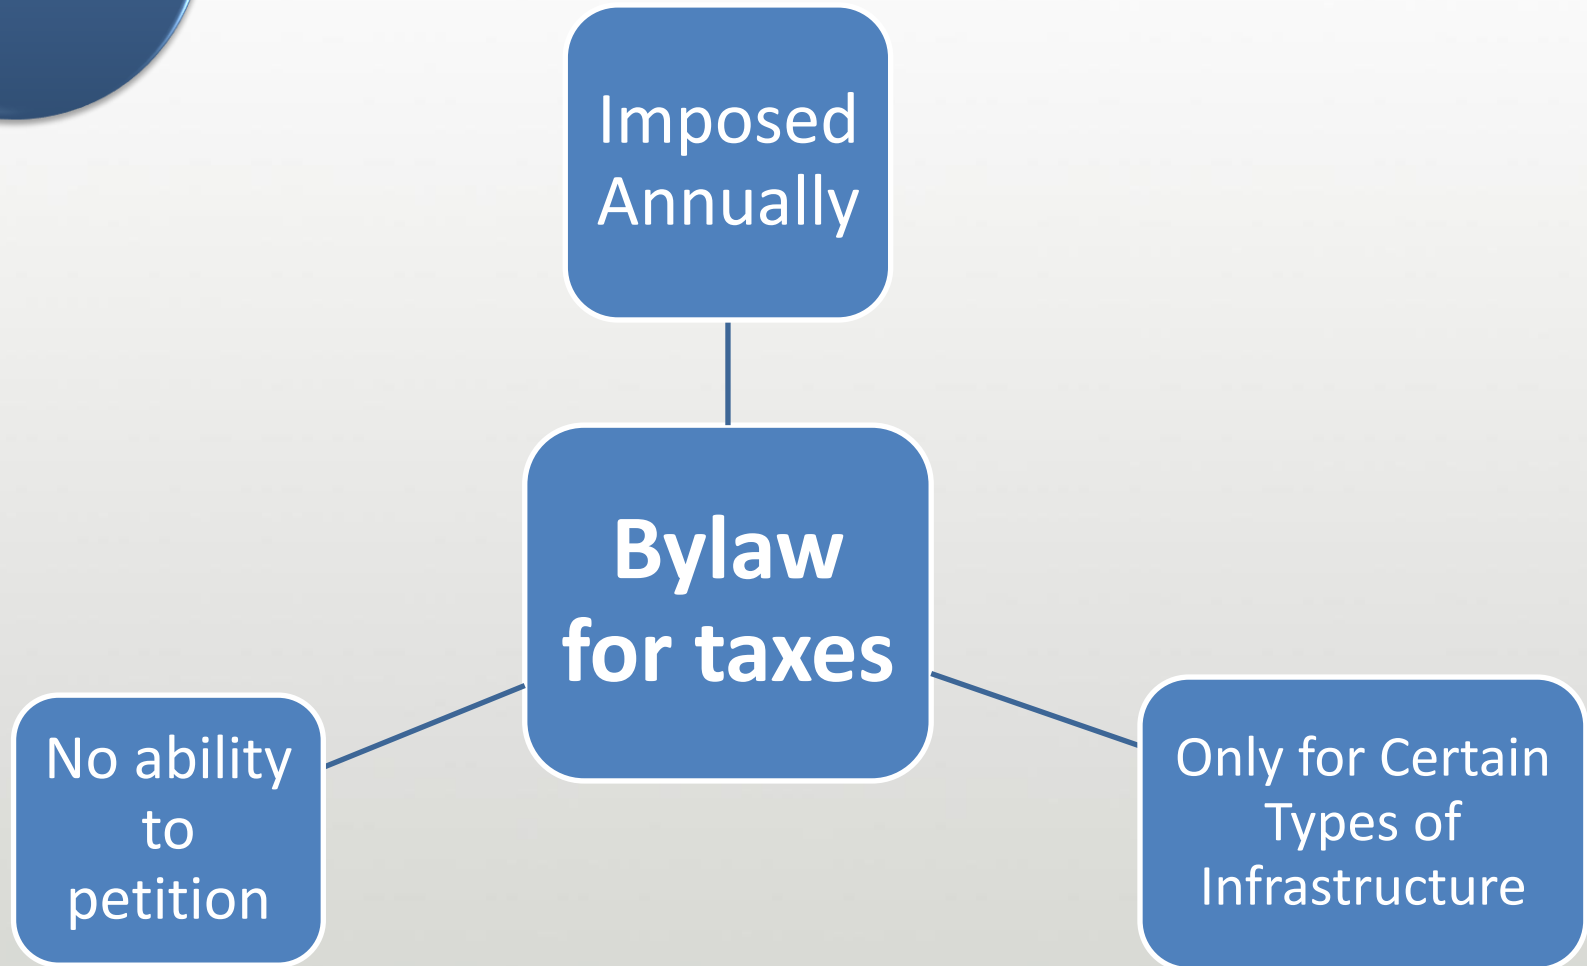 Imposed
Annually
Bylaw
for taxes
No ability
to
petition
Only for Certain
Types of
Infrastructure